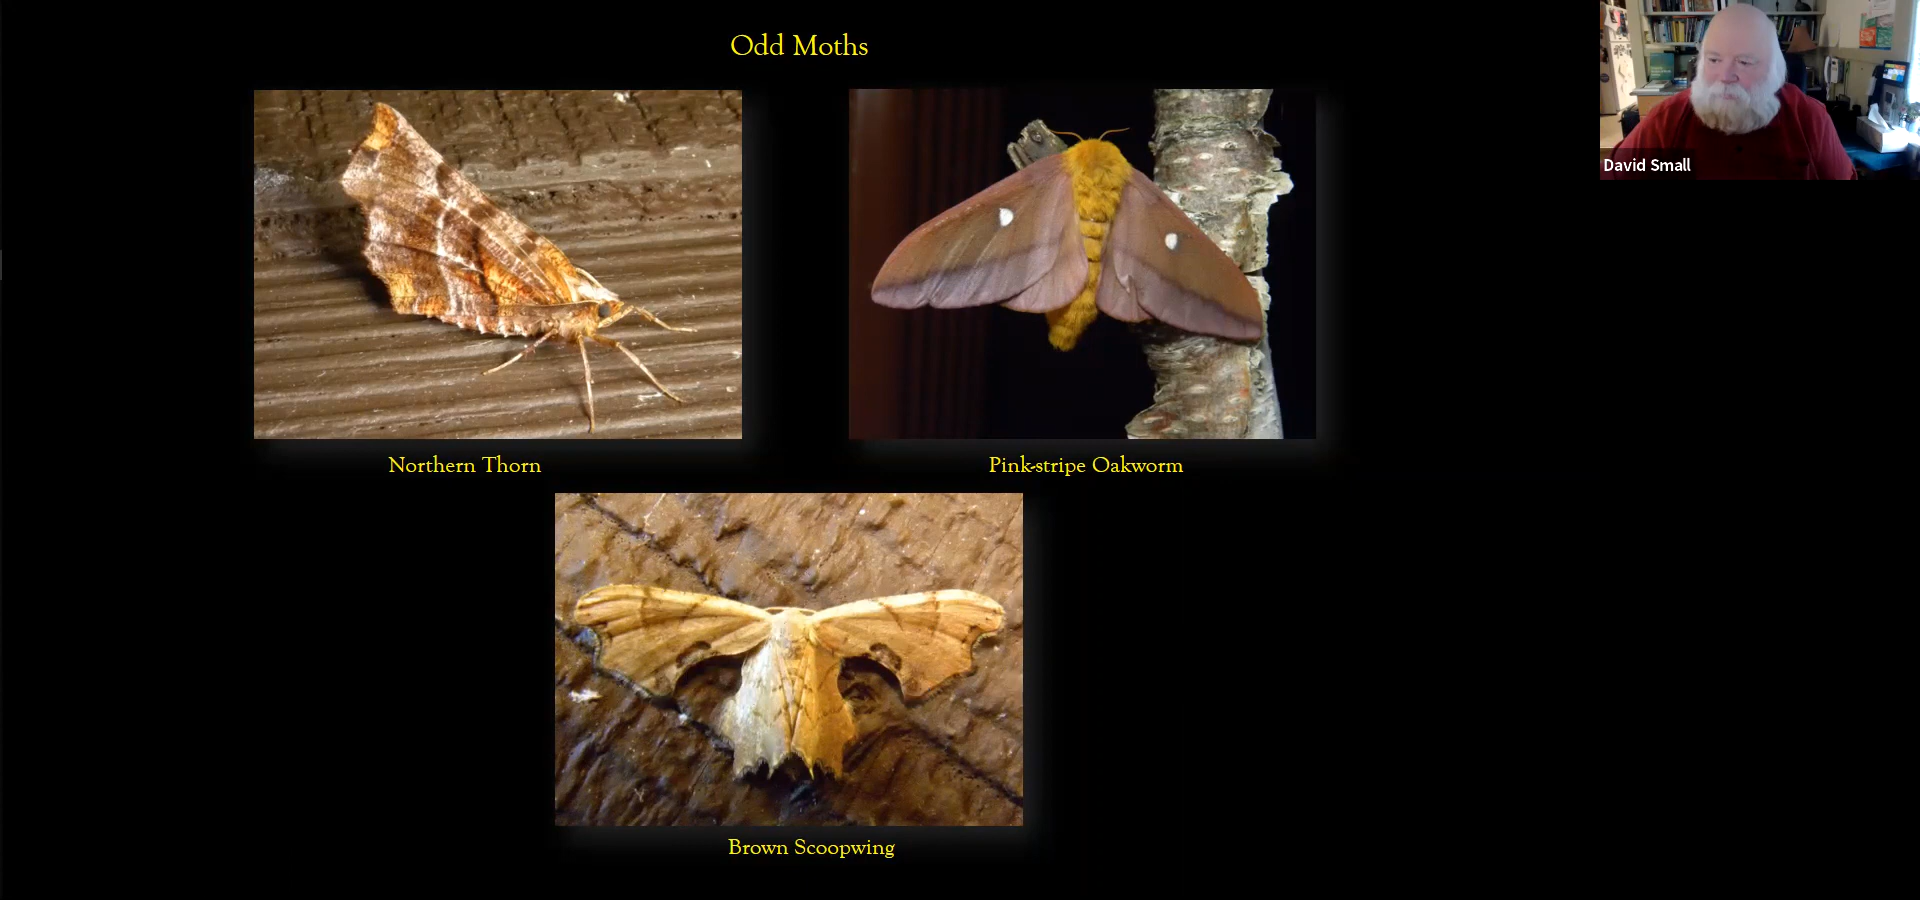 Odd Moths
David Small
Northern Thorn
Pink-stripe Oakworm
Brown Scoopwing